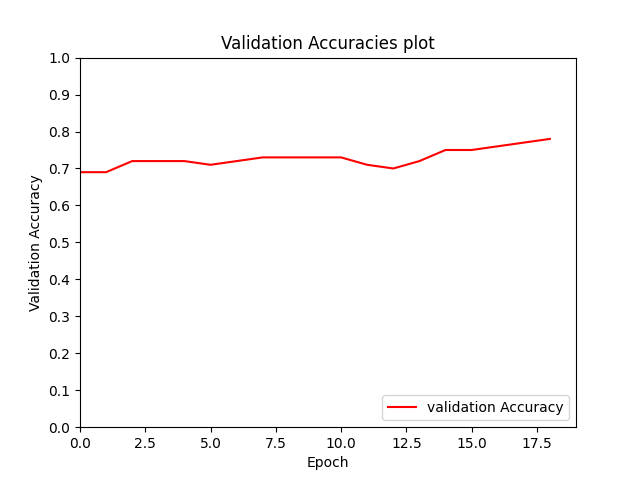 Validation Accuracies plot
1.0
0.9
0.8
0.7
0.6
0.5
0.4
0.3
0.2
0.1
0.0
Validation Accuracy
validation Accuracy
0.0 2.5 5.0 7.5 10.0 12.5 15.0 17.5
Epoch